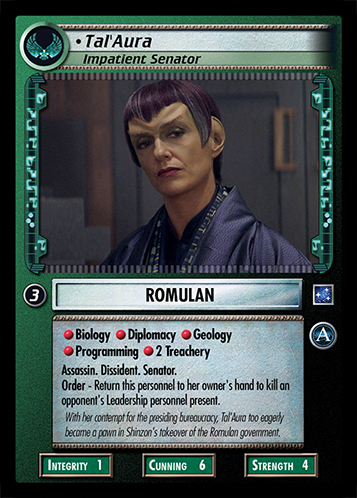 • Tal'Aura
Impatient Senator
3
ROMULAN
A
Biology Diplomacy Geology
Programming 2 Treachery
Assassin. Dissident. Senator.
Order - Return this personnel to her owner's hand to kill an
opponent's Leadership personnel present.
With her contempt for the presiding bureaucracy, Tal'Aura too eagerly
became a pawn in Shinzon's takeover of the Romulan government.
INTEGRITY 1 CUNNING 6 STRENGTH 4